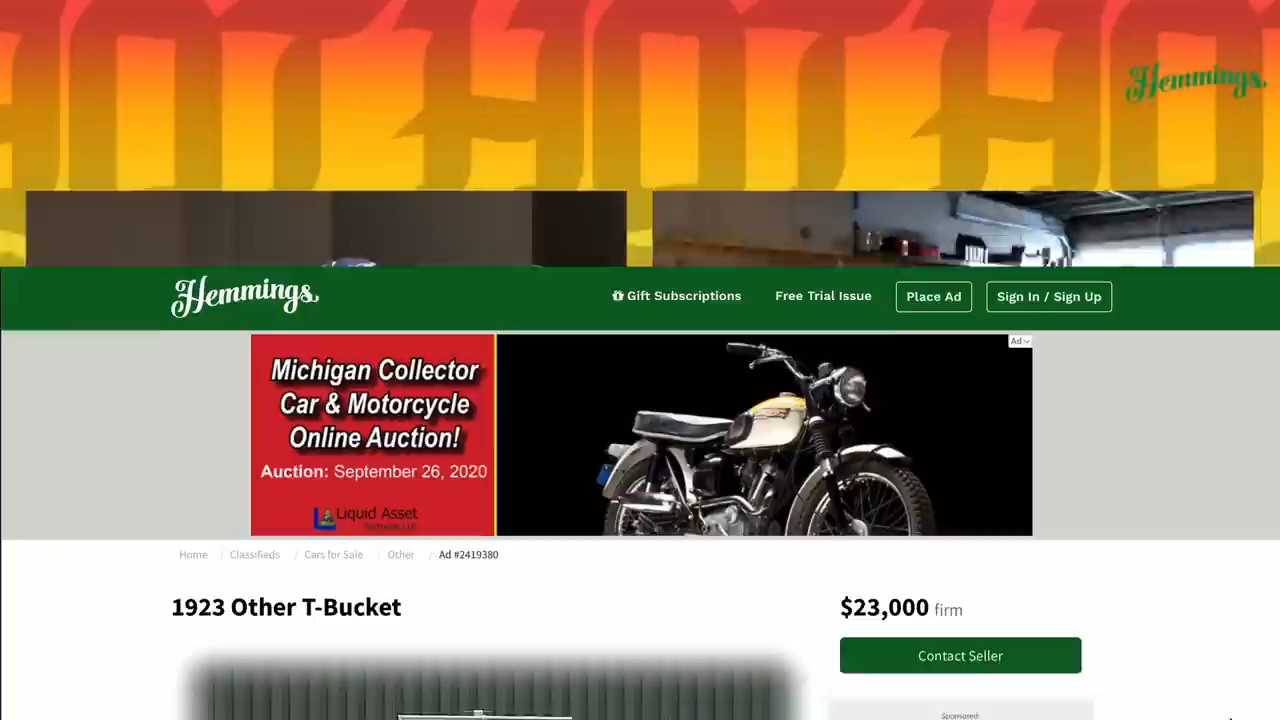 Hemmings.
Hemmings.
Gift Subscriptions
Free Trial Issue
Place Ad
Sign In / Sign Up
Ad
Michigan Collector
Car & Motorcycle
Online Auction!
Auction: September 26, 2020
Liquid Asset
Home / Classifieds / Cars for Sale / Other / Ad #2419380
1923 Other T-Bucket
$23,000 firm
Contact Seller
Sponsored: